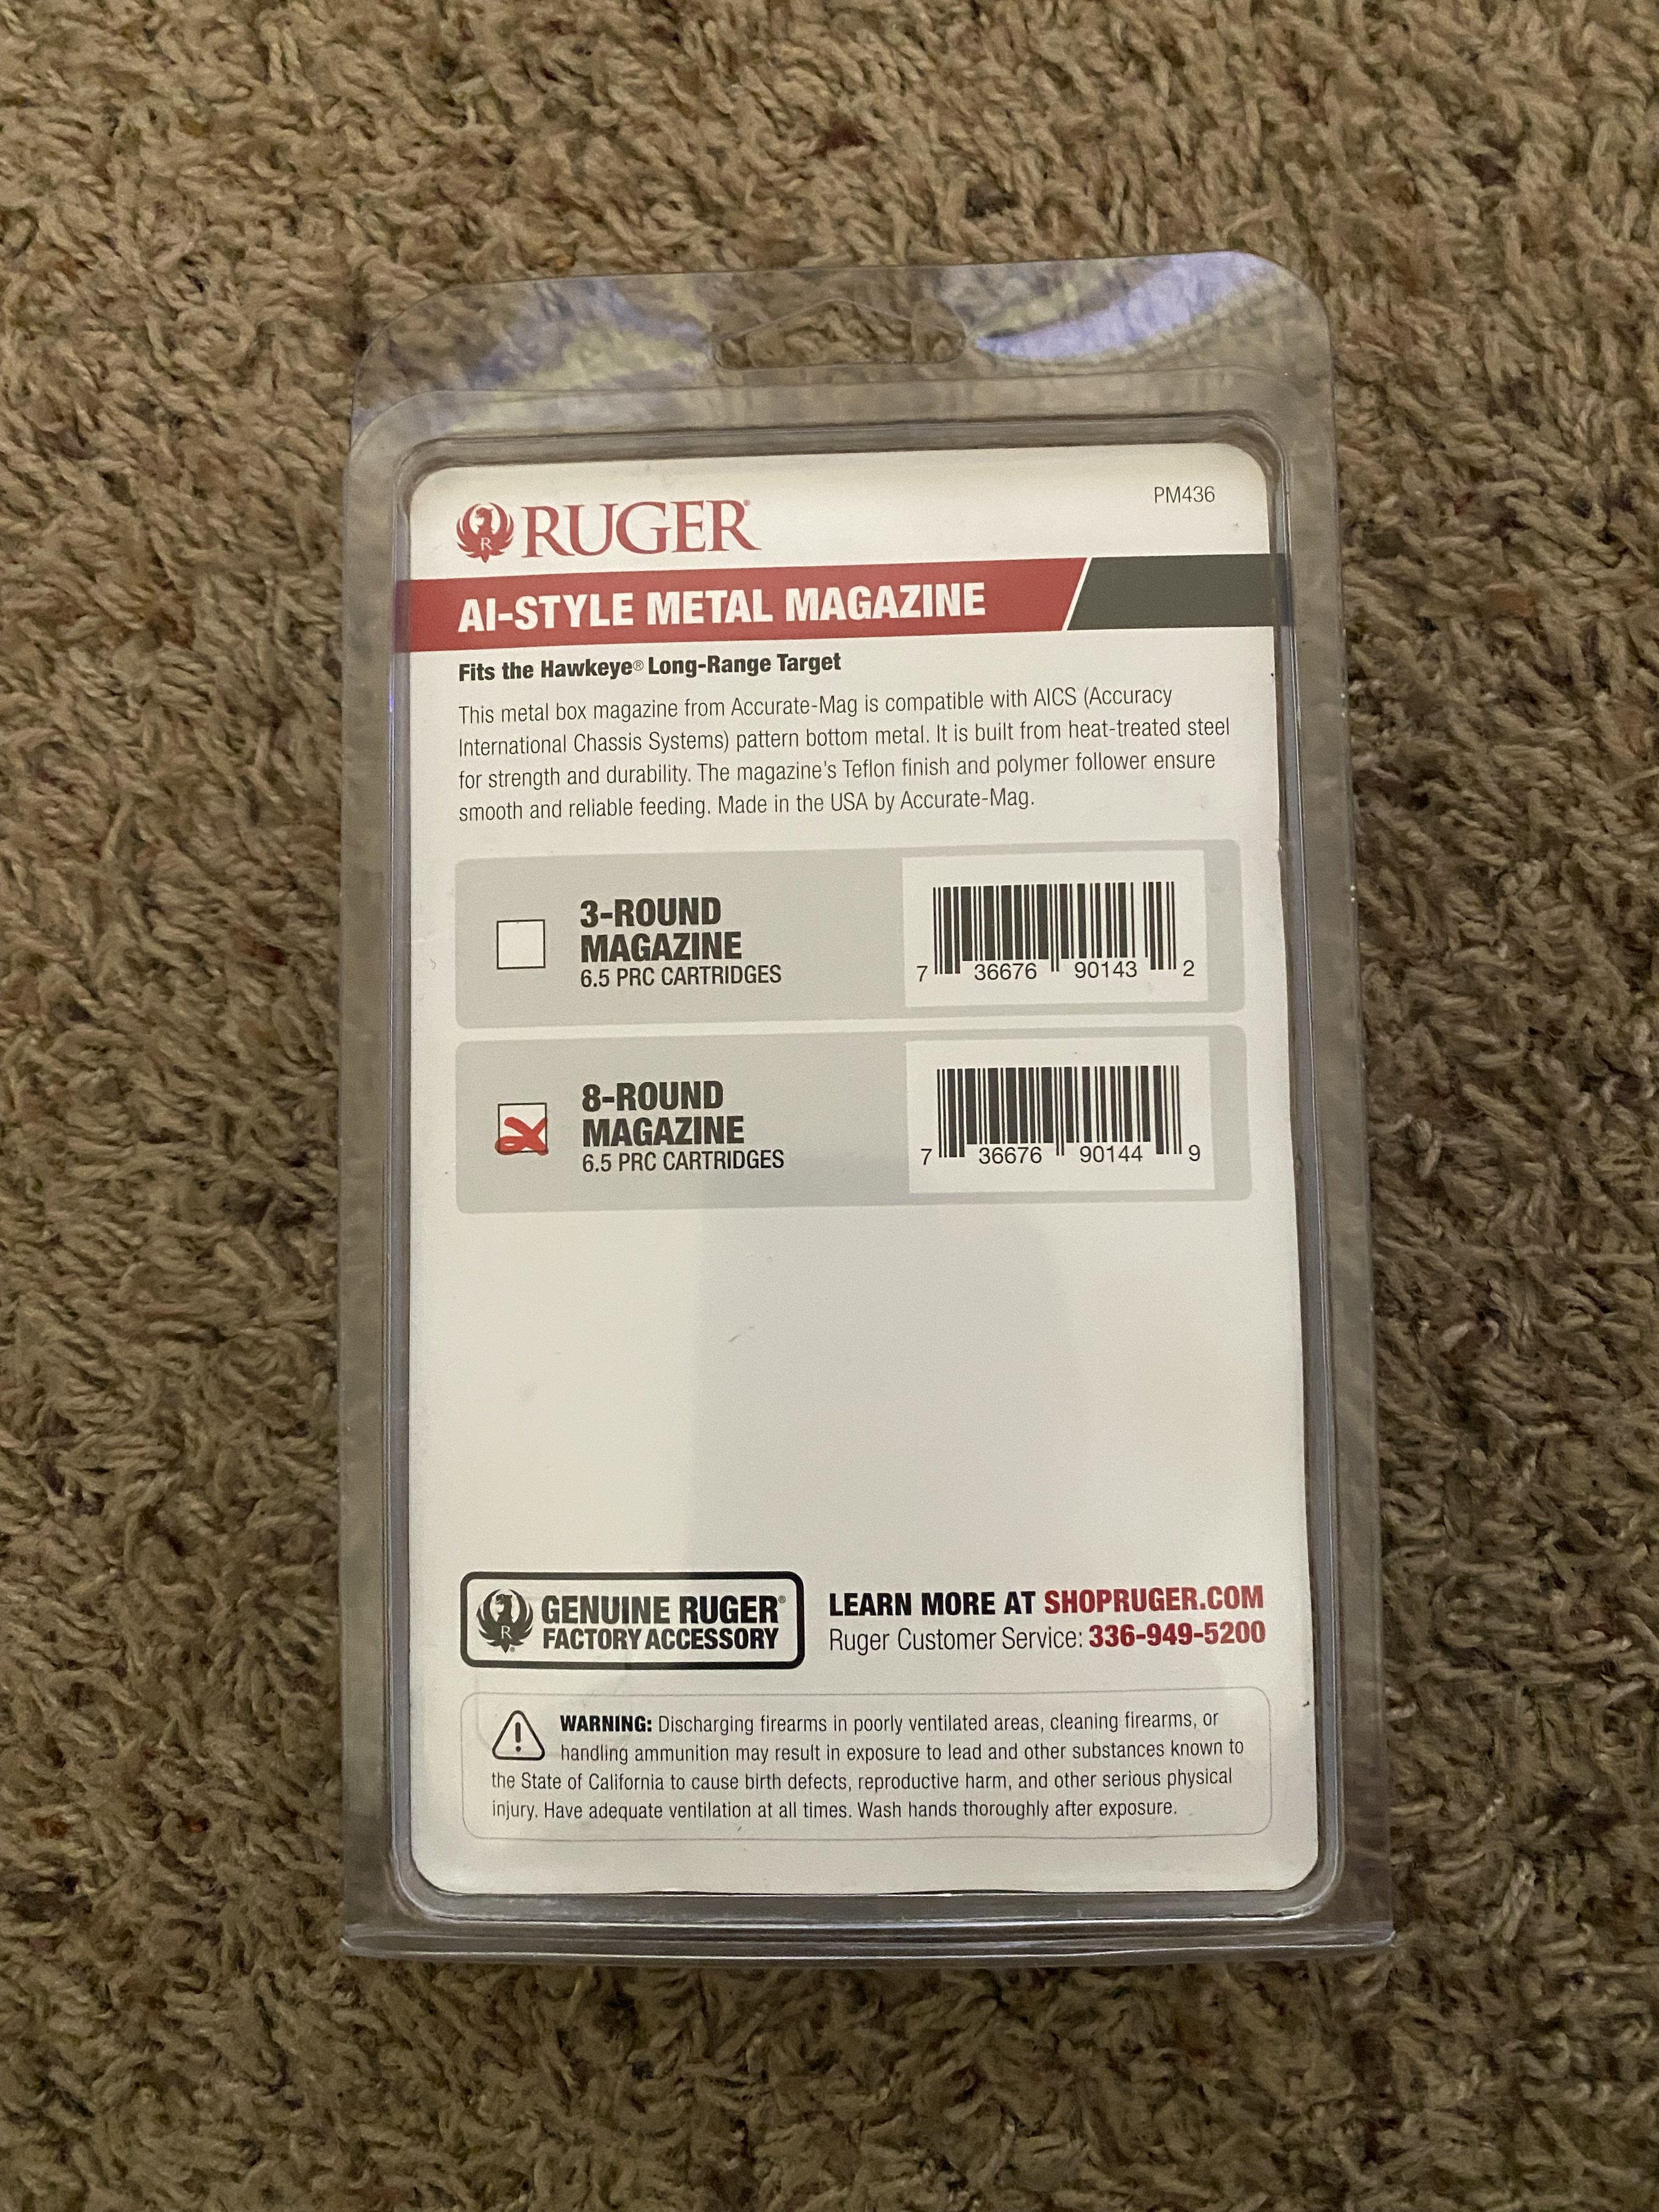 RUGER®
PM436
AI-STYLE METAL MAGAZINE
Fits the Hawkeye® Long-Range Target
This metal box magazine from Accurate-Mag is compatible with AICS (Accuracy
International Chassis Systems) pattern bottom metal. It is built from heat-treated steel
for strength and durability. The magazine's Teflon finish and polymer follower ensure
smooth and reliable feeding. Made in the USA by Accurate-Mag.
3-ROUND
MAGAZINE
6.5 PRC CARTRIDGES
7 36676 90143 2
8-ROUND
MAGAZINE
6.5 PRC CARTRIDGES
7 36676 90144 9
GENUINE RUGER®
FACTORY ACCESSORY
LEARN MORE AT SHOPRUGER.COM
Ruger Customer Service: 336-949-5200
WARNING: Discharging firearms in poorly ventilated areas, cleaning firearms, or
handling ammunition may result in exposure to lead and other substances known to
the State of California to cause birth defects, reproductive harm, and other serious physical
injury. Have adequate ventilation at all times. Wash hands thoroughly after exposure.